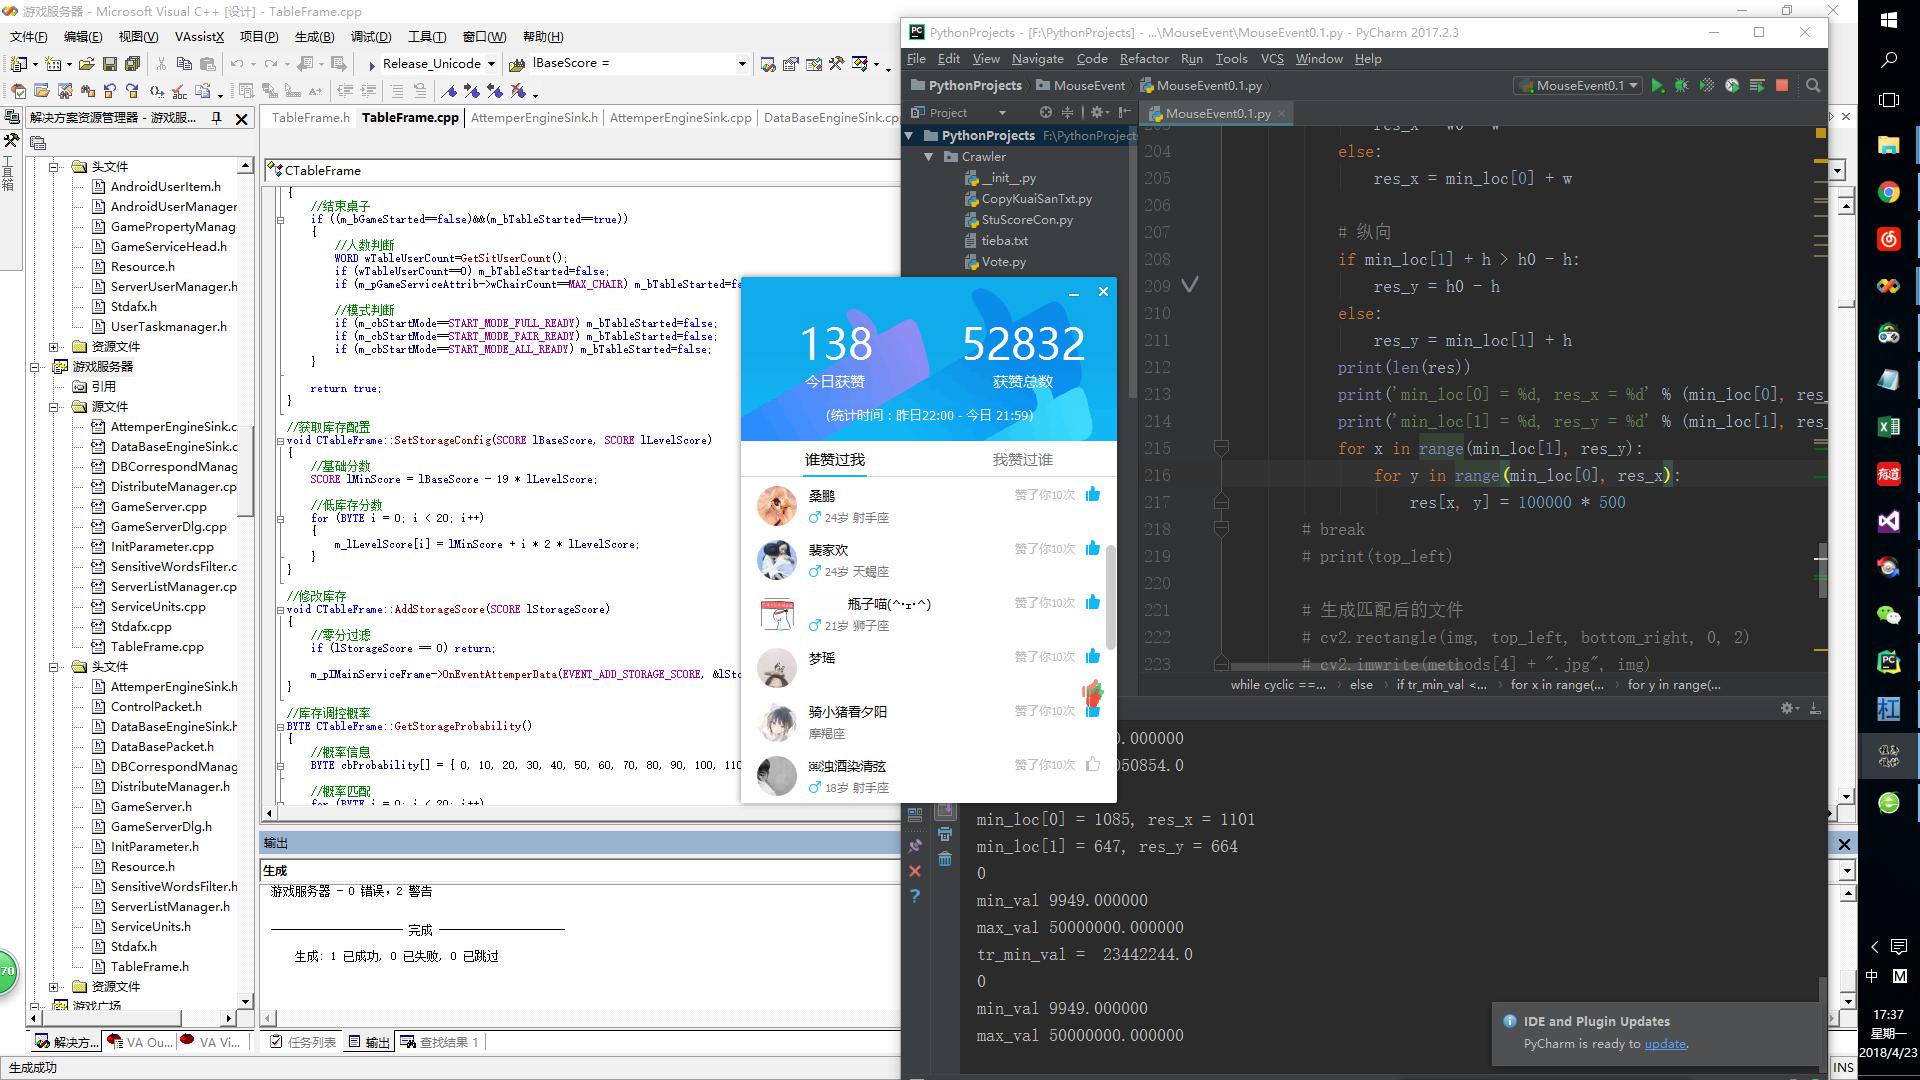 游戏服务器 - Microsoft Visual C++ [设计] - TableFrame.cpp
文件(F) 编辑(E) 视图(V) VAssistX 项目(P) 生成(B) 调试(D) 工具(T) 窗口(W) 帮助(H)
Release_Unicode lBaseScore =
解决方案资源管理器 - 游戏服...
工具箱
头文件
AndroidUserItem.h
AndroidUserManager
GamePropertyManag
GameServiceHead.h
Resource.h
ServerUserManager.h
Stdafx.h
UserTaskmanager.h
资源文件
游戏服务器
引用
源文件
AttemperEngineSink.c
DataBaseEngineSink.c
DBCorrespondManag
DistributeManager.cp
GameServer.cpp
GameServerDlg.cpp
InitParameter.cpp
SensitiveWordsFilter.c
ServerListManager.cp
ServiceUnits.cpp
Stdafx.cpp
TableFrame.cpp
头文件
AttemperEngineSink.h
ControlPacket.h
DataBaseEngineSink.h
DataBasePacket.h
DBCorrespondManag
DistributeManager.h
GameServer.h
GameServerDlg.h
InitParameter.h
Resource.h
SensitiveWordsFilter.h
ServerListManager.h
ServiceUnits.h
Stdafx.h
TableFrame.h
资源文件
游戏广场
解决方... VA Ou... VA Vi...
生成成功
TableFrame.h TableFrame.cpp AttemperEngineSink.h AttemperEngineSink.cpp DataBaseEngineSink.cp
CTableFrame
{
//结束桌子
if ((m_bGameStarted==false)&&(m_bTableStarted==true))
{
//人数判断
WORD wTableUserCount=GetSitUserCount();
if (wTableUserCount==0) m_bTableStarted=false;
if (m_pGameServiceAttrib->wChairCount==MAX_CHAIR) m_bTableStarted=fa
//模式判断
if (m_cbStartMode==START_MODE_FULL_READY) m_bTableStarted=false;
if (m_cbStartMode==START_MODE_PAIR_READY) m_bTableStarted=false;
if (m_cbStartMode==START_MODE_ALL_READY) m_bTableStarted=false;
}
return true;
}
//获取库存配置
void CTableFrame::SetStorageConfig(SCORE lBaseScore, SCORE lLevelScore)
{
//基础分数
SCORE lMinScore = lBaseScore - 19 * lLevelScore;
//低库存分数
for (BYTE i = 0; i < 20; i++)
{
m_lLevelScore[i] = lMinScore + i * 2 * lLevelScore;
}
}
//修改库存
void CTableFrame::AddStorageScore(SCORE lStorageScore)
{
//零分过滤
if (lStorageScore == 0) return;
m_pIMainServiceFrame->OnEventAttemperData(EVENT_ADD_STORAGE_SCORE, &lSto
}
//库存调控概率
BYTE CTableFrame::GetStorageProbability()
{
//概率信息
BYTE cbProbability[] = { 0, 10, 20, 30, 40, 50, 60, 70, 80, 90, 100, 110
//概率匹配
for (BYTE i = 0; i < 20; i++)
输出
生成
游戏服务器 - 0 错误，2 警告
完成
生成: 1 已成功, 0 已失败, 0 已跳过
任务列表 输出 查找结果 1
138 52832
今日获赞 获赞总数
(统计时间：昨日22:00 - 今日 21:59)
谁赞过我 我赞过谁
桑鹏 赞了你10次
24岁 射手座
裴家欢 赞了你10次
24岁 天蝎座
瓶子喵(^·ɪ·^) 赞了你10次
21岁 狮子座
梦瑶 赞了你10次
骑小猪看夕阳 赞了你10次
摩羯座
浊酒染清弦 赞了你10次
18岁 射手座
PC PythonProjects - [F:\PythonProjects] - ...\MouseEvent\MouseEvent0.1.py - PyCharm 2017.2.3
File Edit View Navigate Code Refactor Run Tools VCS Window Help
PythonProjects MouseEvent MouseEvent0.1.py MouseEvent0.1
Project MouseEvent0.1.py
PythonProjects F:\PythonProject
Crawler
__init__.py
CopyKuaiSanTxt.py
StuScoreCon.py
tieba.txt
Vote.py
204 else:
205 res_x = min_loc[0] + w
206
207 # 纵向
208 if min_loc[1] + h > h0 - h:
209 res_y = h0 - h
210 else:
211 res_y = min_loc[1] + h
212 print(len(res))
213 print('min_loc[0] = %d, res_x = %d' % (min_loc[0], res_
214 print('min_loc[1] = %d, res_y = %d' % (min_loc[1], res_
215 for x in range(min_loc[1], res_y):
216 for y in range(min_loc[0], res_x):
217 res[x, y] = 100000 * 500
218 # break
219 # print(top_left)
220
221 # 生成匹配后的文件
222 # cv2.rectangle(img, top_left, bottom_right, 0, 2)
223 # cv2.imwrite(methods[4] + ".jpg", img)
while cyclic ==... else if tr_min_val <... for x in range(... for y in range(...
0.000000
50854.0
min_loc[0] = 1085, res_x = 1101
min_loc[1] = 647, res_y = 664
0
min_val 9949.000000
max_val 50000000.000000
tr_min_val =  23442244.0
0
min_val 9949.000000
max_val 50000000.000000
IDE and Plugin Updates
PyCharm is ready to update.
有道
杠
中 M
17:37
星期一
2018/4/23
INS
70